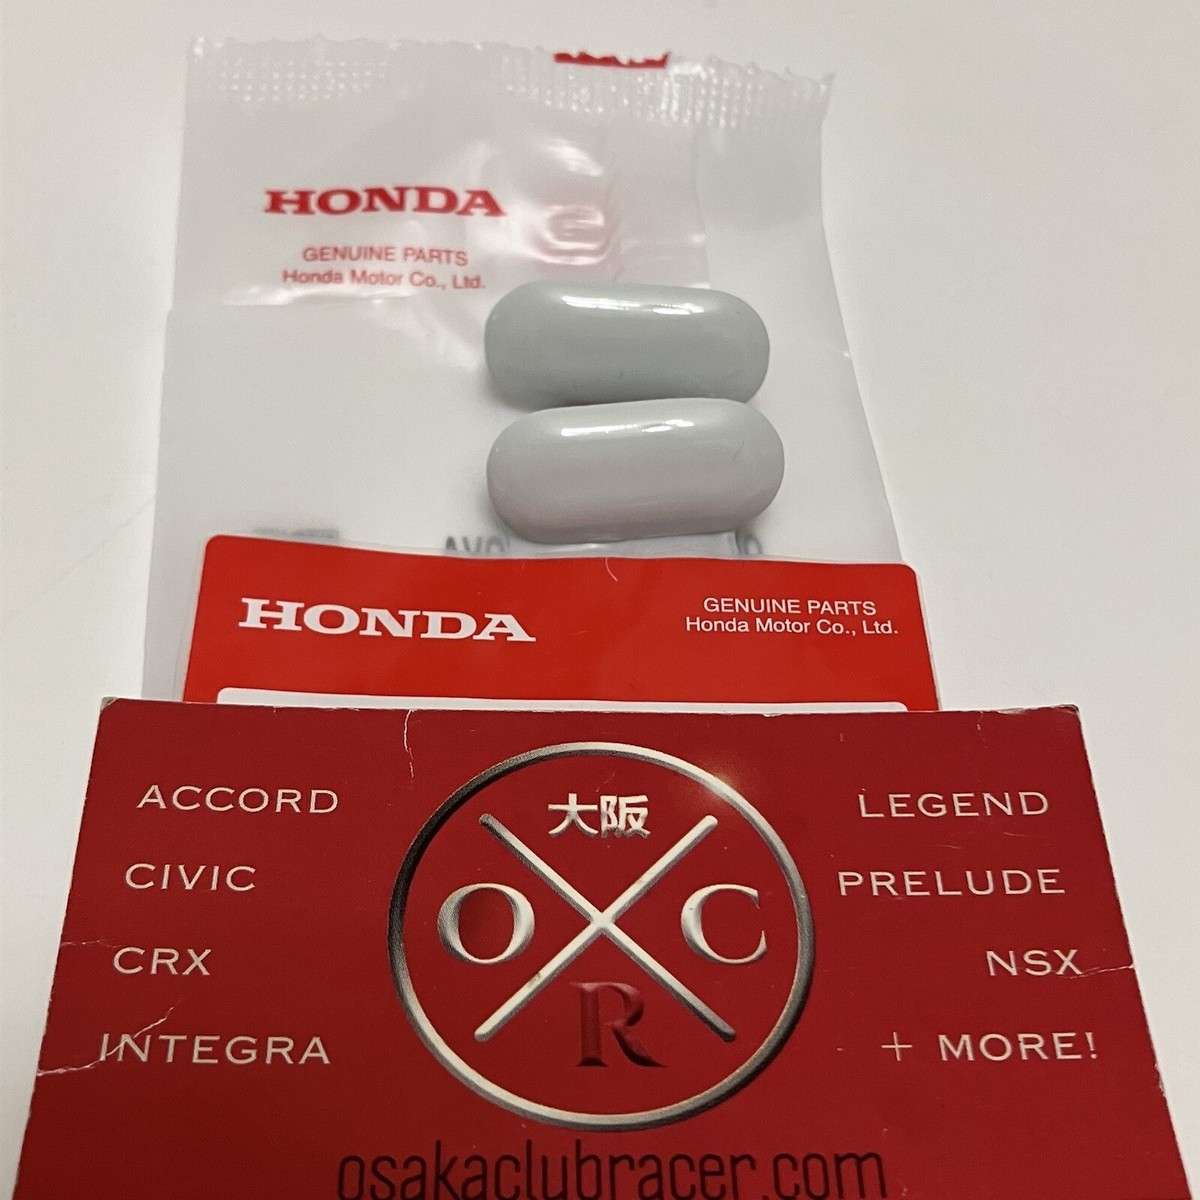 HONDA
GENUINE PARTS
Honda Motor Co., Ltd.
HONDA
GENUINE PARTS
Honda Motor Co., Ltd.
大阪
O C
R
ACCORD
CIVIC
CRX
INTEGRA
LEGEND
PRELUDE
NSX
+ MORE!
osakaclubracer.com